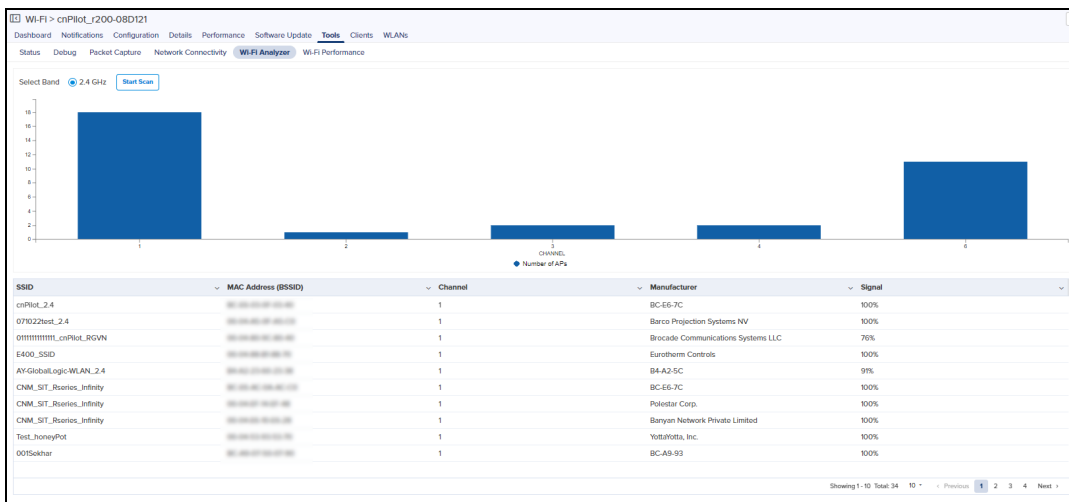 Wi-Fi > cnPilot_r200-08D121
Dashboard Notifications Configuration Details Performance Software Update Tools Clients WLANs
Status Debug Packet Capture Network Connectivity Wi-Fi Analyzer Wi-Fi Performance
Select Band 2.4 GHz Start Scan
18
16
14
12
10
8
6
4
2
0
1 2 3 4 6
CHANNEL
Number of APs
SSID MAC Address (BSSID) Channel Manufacturer Signal
cnPilot_2.4 1 BC-E6-7C 100%
071022test_2.4 1 Barco Projection Systems NV 100%
1 Brocade Communications Systems LLC 76%
E400_SSID 1 Eurotherm Controls 100%
AY-GlobalLogic-WLAN_2.4 1 B4-A2-5C 91%
CNM_SIT_Rseries_Infinity 1 BC-E6-7C 100%
CNM_SIT_Rseries_Infinity 1 Polestar Corp. 100%
CNM_SIT_Rseries_Infinity 1 Banyan Network Private Limited 100%
Test_honeyPot 1 YottaYotta, Inc. 100%
001Sekhar 1 BC-A9-93 100%
Showing 1 - 10 Total: 34 10 < Previous 1 2 3 4 Next >